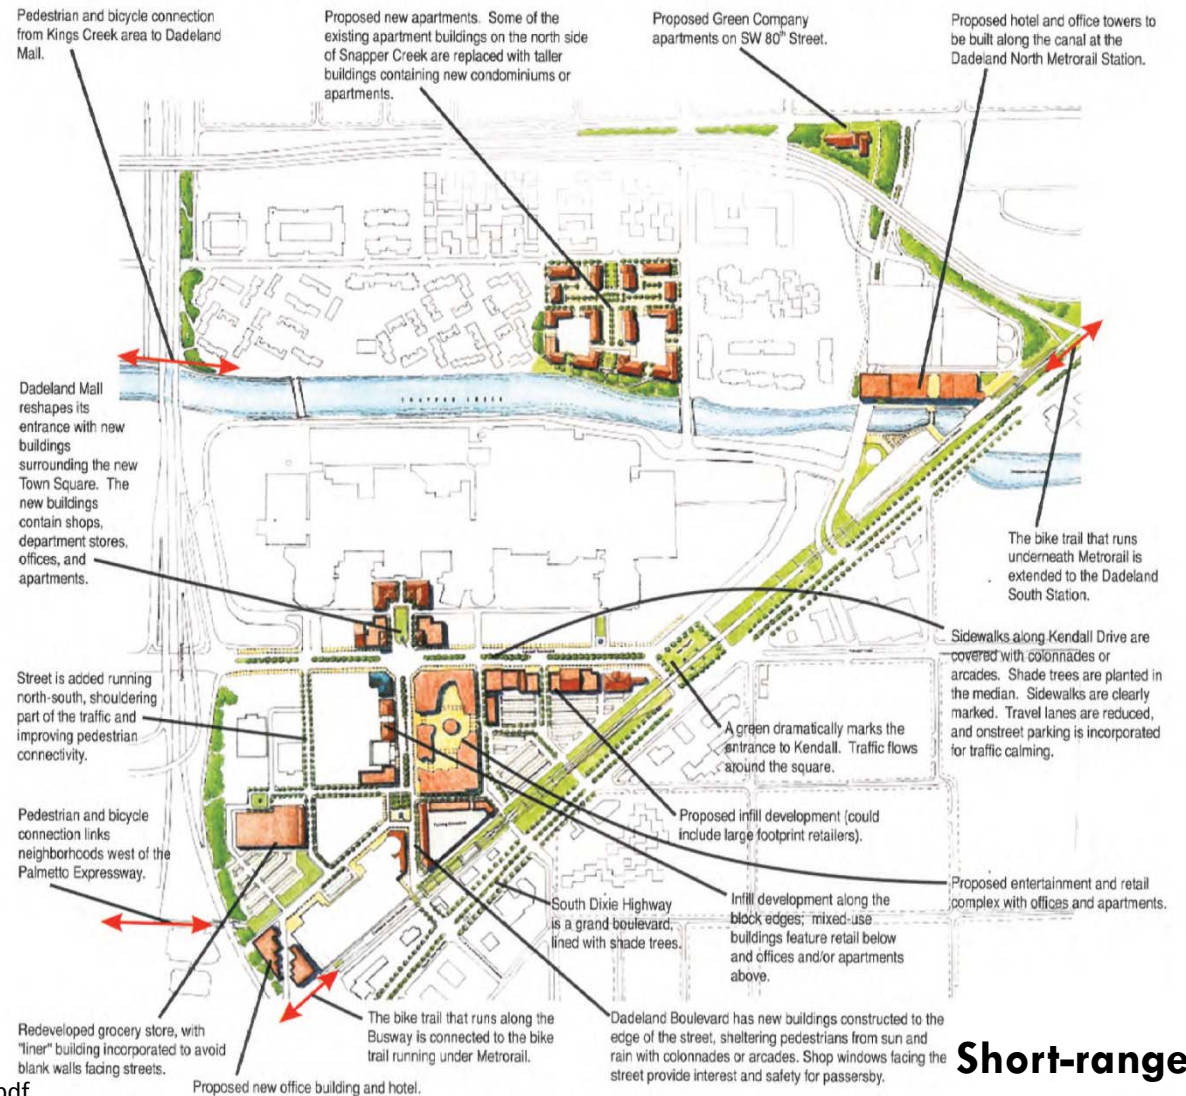 Pedestrian and bicycle connection
from Kings Creek area to Dadeland
Mall.
Proposed new apartments. Some of the
existing apartment buildings on the north side
of Snapper Creek are replaced with taller
buildings containing new condominiums or
apartments.
Proposed Green Company
apartments on SW 80th Street.
Proposed hotel and office towers to
be built along the canal at the
Dadeland North Metrorail Station.
SNAPPER CREEK
Dadeland Mall
reshapes its
entrance with new
buildings
surrounding the new
Town Square. The
new buildings
contain shops,
department stores,
offices, and
apartments.
The bike trail that runs
underneath Metrorail is
extended to the Dadeland
South Station.
Sidewalks along Kendall Drive are
covered with colonnades or
arcades. Shade trees are planted in
the median. Sidewalks are clearly
marked. Travel lanes are reduced,
and onstreet parking is incorporated
for traffic calming.
Street is added running
north-south, shouldering
part of the traffic and
improving pedestrian
connectivity.
A green dramatically marks the
entrance to Kendall. Traffic flows
around the square.
Pedestrian and bicycle
connection links
neighborhoods west of the
Palmetto Expressway.
Proposed infill development (could
include large footprint retailers).
Proposed entertainment and retail
complex with offices and apartments.
South Dixie Highway
is a grand boulevard,
lined with shade trees.
Infill development along the
block edges; mixed-use
buildings feature retail below
and offices and/or apartments
above.
Redeveloped grocery store, with
"liner" building incorporated to avoid
blank walls facing streets.
The bike trail that runs along the
Busway is connected to the bike
trail running under Metrorail.
Dadeland Boulevard has new buildings constructed to the
edge of the street, sheltering pedestrians from sun and
rain with colonnades or arcades. Shop windows facing the
street provide interest and safety for passersby.
Proposed new office building and hotel.
Short-range
pdf